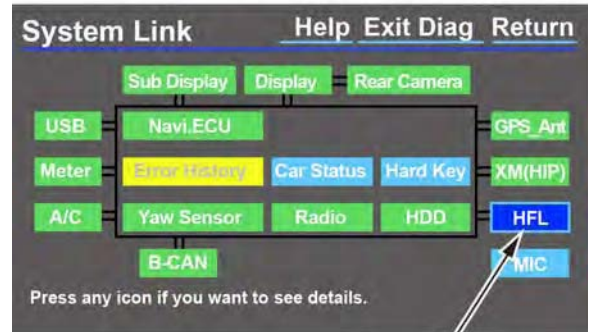 System Link Help Exit Diag Return
Sub Display Display Rear Camera
USB Navi.ECU GPS_Ant
Meter Error History Car Status Hard Key XM(HIP)
A/C Yaw Sensor Radio HDD HFL
B-CAN MIC
Press any icon if you want to see details.